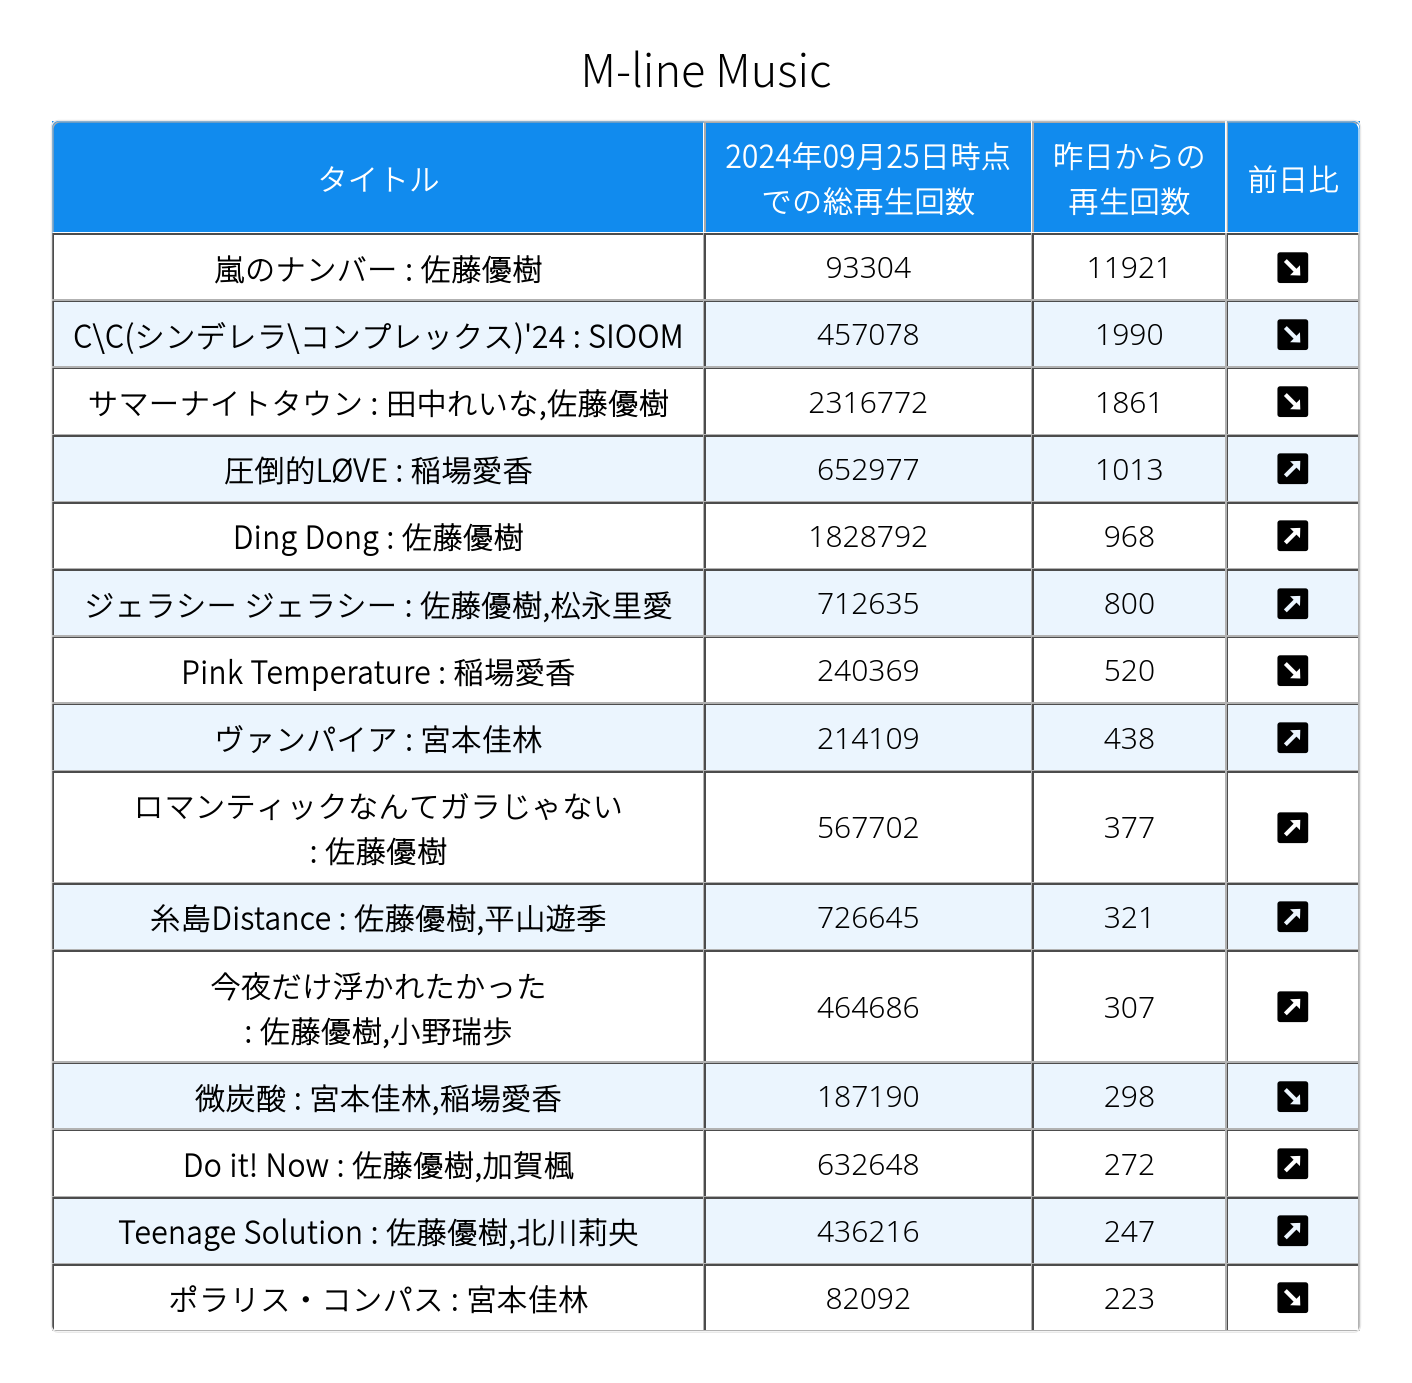 M-line Music
タイトル
2024年09月25日時点
での総再生回数
昨日からの
再生回数
前日比
嵐のナンバー : 佐藤優樹 93304 11921 ↘
C\C(シンデレラ\コンプレックス)'24 : SIOOM 457078 1990 ↘
サマーナイトタウン : 田中れいな,佐藤優樹 2316772 1861 ↘
圧倒的LØVE : 稲場愛香 652977 1013 ↗
Ding Dong : 佐藤優樹 1828792 968 ↗
ジェラシー ジェラシー : 佐藤優樹,松永里愛 712635 800 ↗
Pink Temperature : 稲場愛香 240369 520 ↘
ヴァンパイア : 宮本佳林 214109 438 ↗
ロマンティックなんてガラじゃない
: 佐藤優樹 567702 377 ↗
糸島Distance : 佐藤優樹,平山遊季 726645 321 ↗
今夜だけ浮かれたかった
: 佐藤優樹,小野瑞歩 464686 307 ↗
微炭酸 : 宮本佳林,稲場愛香 187190 298 ↘
Do it! Now : 佐藤優樹,加賀楓 632648 272 ↗
Teenage Solution : 佐藤優樹,北川莉央 436216 247 ↗
ポラリス・コンパス : 宮本佳林 82092 223 ↘